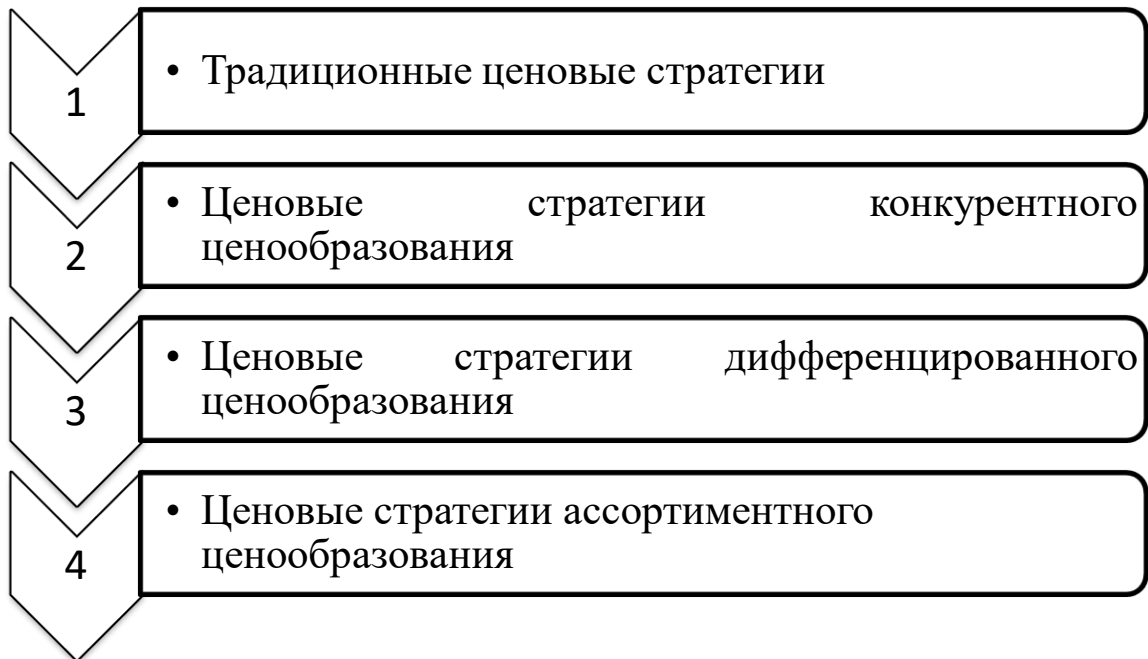 1
• Традиционные ценовые стратегии
2
• Ценовые стратегии конкурентного
ценообразования
3
• Ценовые стратегии дифференцированного
ценообразования
4
• Ценовые стратегии ассортиментного
ценообразования